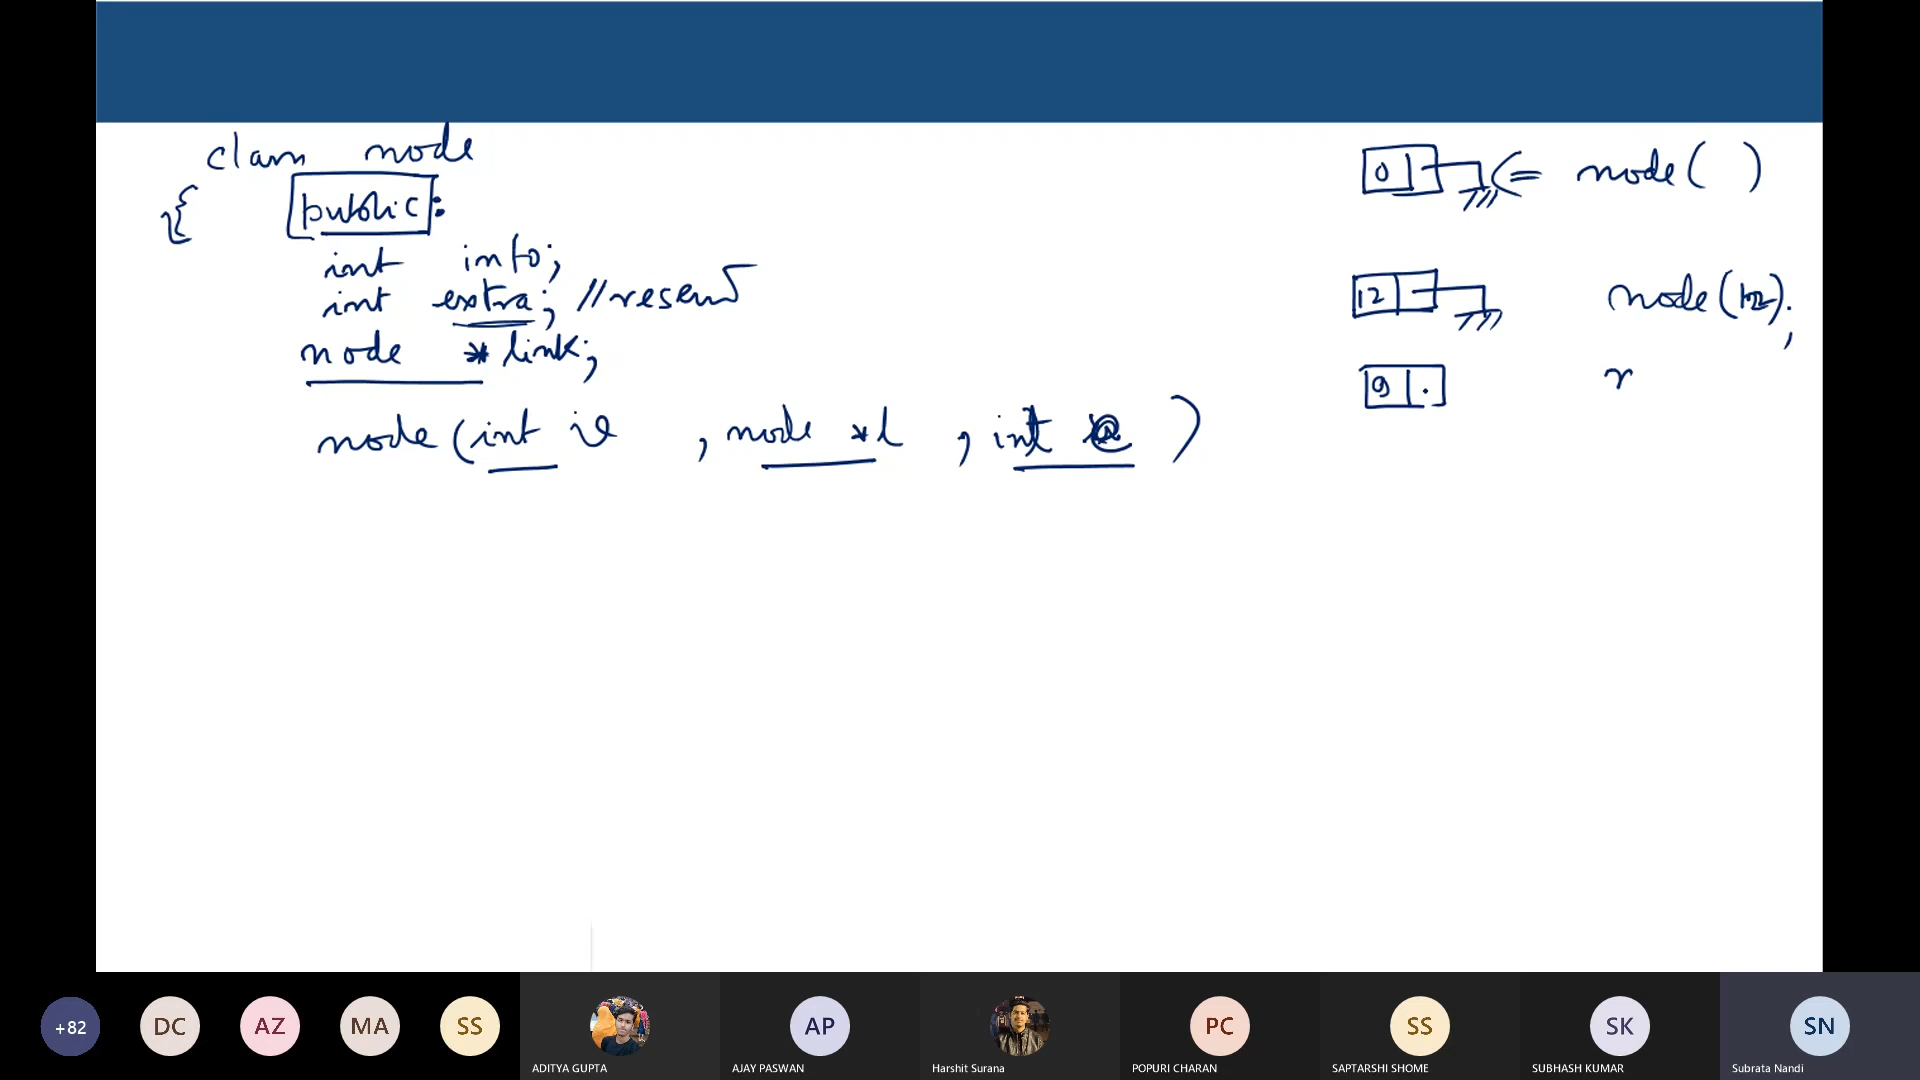 class node
{ public:
int info;
int extra; //reserv
node *link;
node (int i , node *l , int e )
0 <= node( )
12 node(12);
9 .
+82 DC AZ MA SS AP PC SS SK SN
ADITYA GUPTA AJAY PASWAN Harshit Surana POPURI CHARAN SAPTARSHI SHOME SUBHASH KUMAR Subrata Nandi